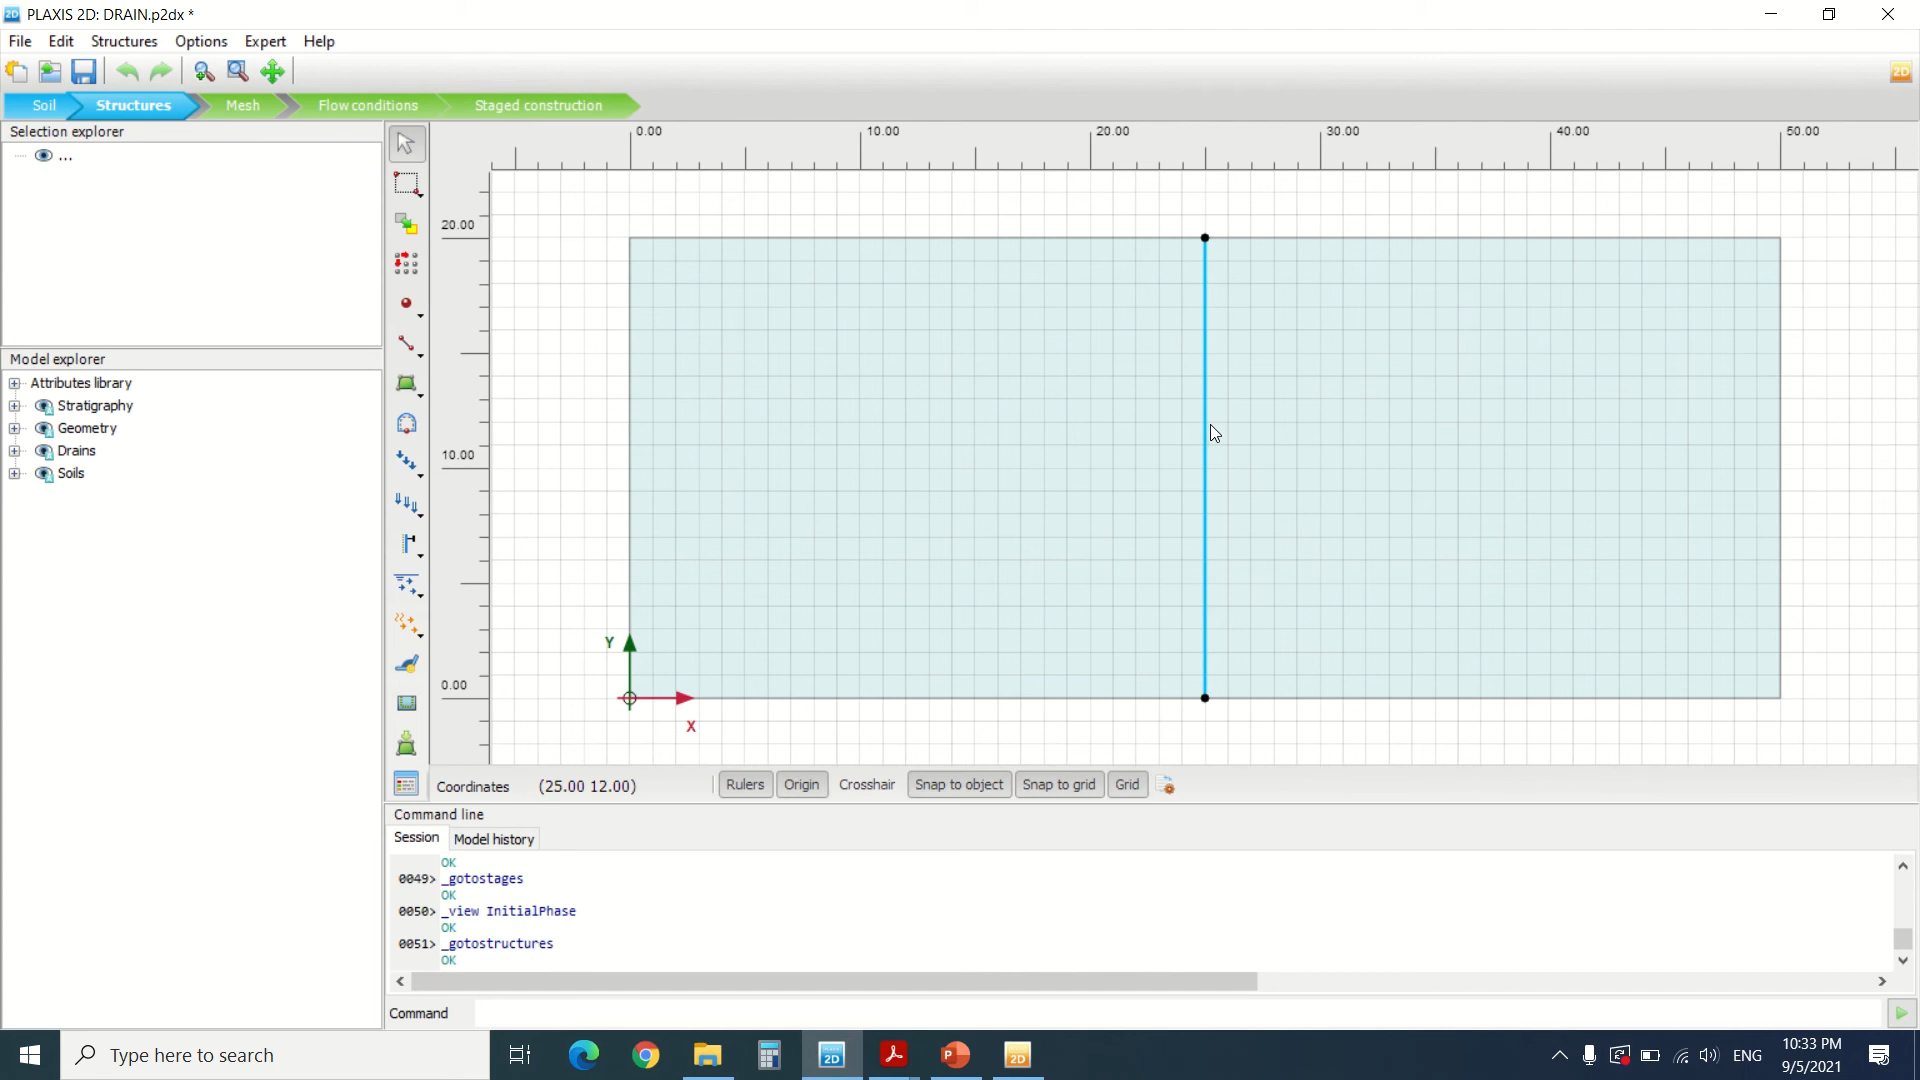 PLAXIS 2D: DRAIN.p2dx *
File Edit Structures Options Expert Help
2D
Soil Structures Mesh Flow conditions Staged construction
Selection explorer
...
Model explorer
Attributes library
Stratigraphy
Geometry
Drains
Soils
0.00 10.00 20.00 30.00 40.00 50.00
20.00
10.00
0.00
Y
X
Coordinates (25.00 12.00) Rulers Origin Crosshair Snap to object Snap to grid Grid
Command line
Session Model history
OK
0049> _gotostages
OK
0050> _view InitialPhase
OK
0051> _gotostructures
OK
Command
Type here to search
2D
2D
ENG
10:33 PM
9/5/2021